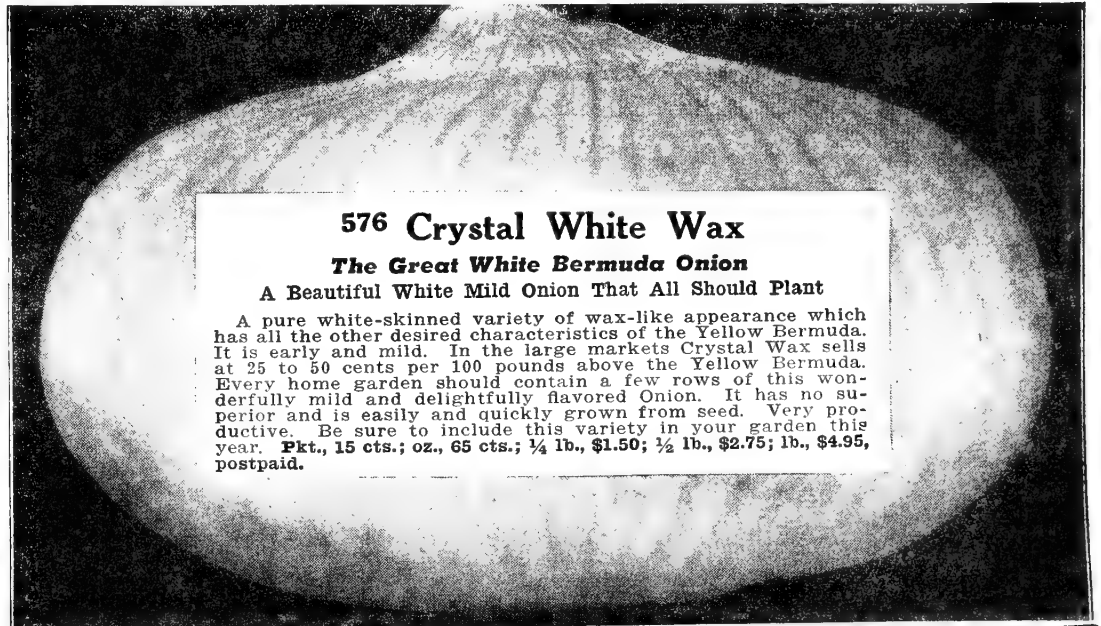 576 Crystal White Wax
The Great White Bermuda Onion
A Beautiful White Mild Onion That All Should Plant
A pure white-skinned variety of wax-like appearance which
has all the other desired characteristics of the Yellow Bermuda.
It is early and mild. In the large markets Crystal Wax sells
at 25 to 50 cents per 100 pounds above the Yellow Bermuda.
Every home garden should contain a few rows of this won-
derfully mild and delightfully flavored Onion. It has no su-
perior and is easily and quickly grown from seed. Very pro-
ductive. Be sure to include this variety in your garden this
year. Pkt., 15 cts.; oz., 65 cts.; ¼ lb., $1.50; ½ lb., $2.75; lb., $4.95,
postpaid.